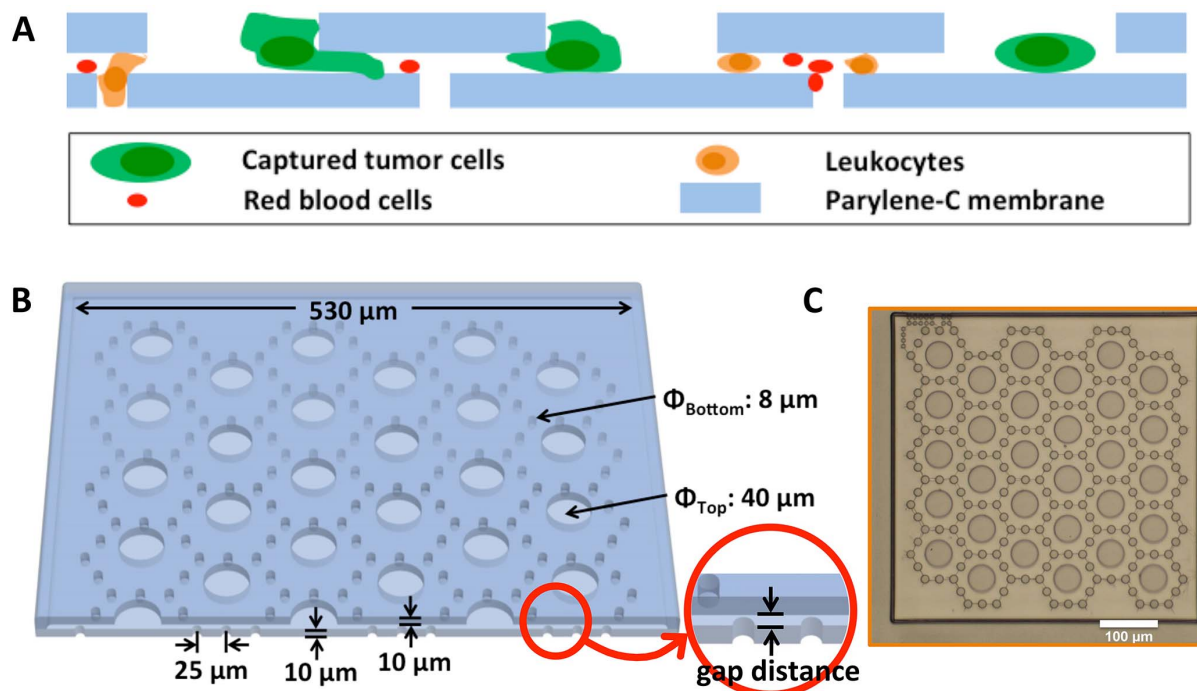 A
Captured tumor cells
Leukocytes
Red blood cells
Parylene-C membrane
B
530 µm
ΦBottom: 8 µm
ΦTop: 40 µm
25 µm
10 µm
10 µm
gap distance
C
100 µm